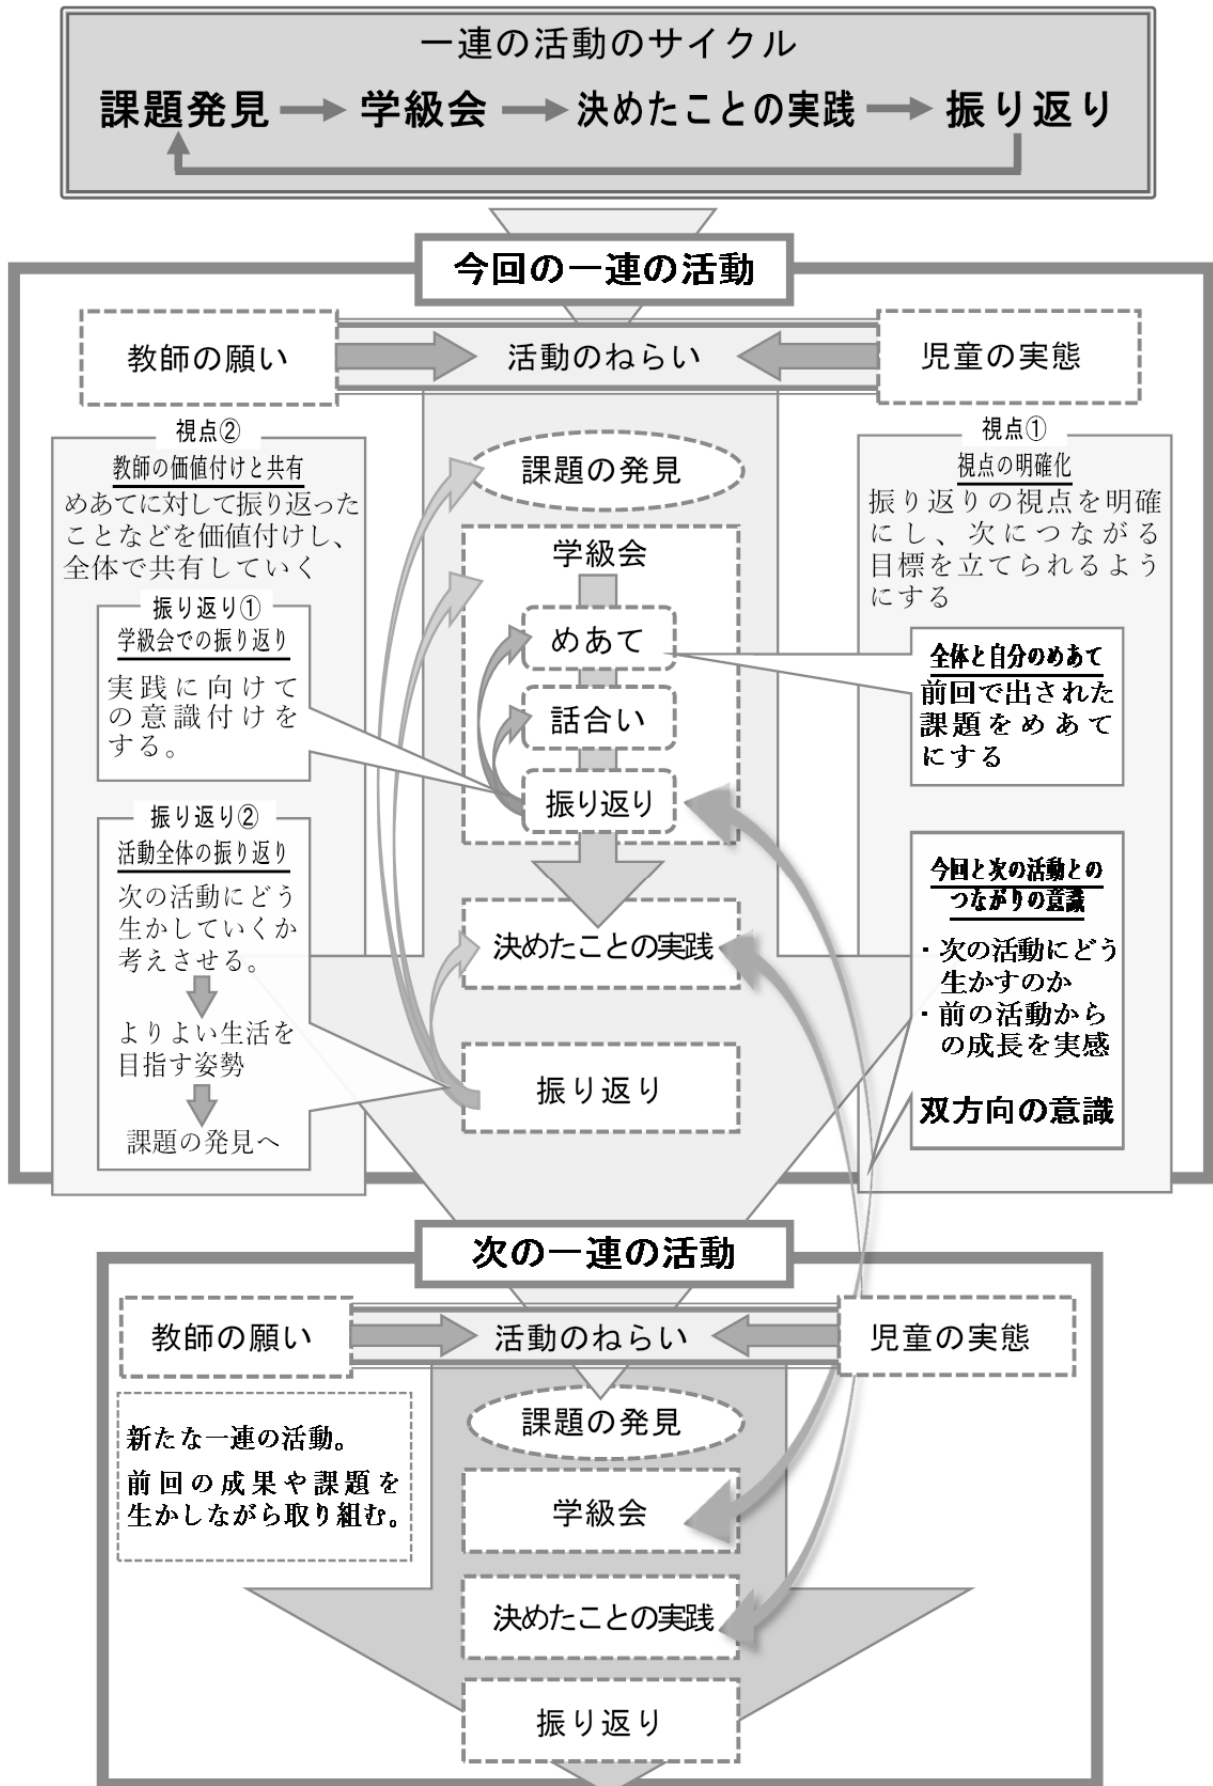 一連の活動のサイクル
課題発見 学級会 決めたことの実践 振り返り
今回の一連の活動
教師の願い
活動のねらい
児童の実態
視点②
教師の価値付けと共有
めあてに対して振り返った
ことなどを価値付けし、
全体で共有していく
振り返り①
学級会での振り返り
実践に向けて
の意識付けを
する。
振り返り②
活動全体の振り返り
次の活動にどう
生かしていくか
考えさせる。
よりよい生活を
目指す姿勢
課題の発見へ
課題の発見
学級会
めあて
話合い
振り返り
決めたことの実践
振り返り
視点①
視点の明確化
振り返りの視点を明確
にし、次につながる
目標を立てられるよう
にする
全体と自分のめあて
前回で出された
課題をめあて
にする
今回と次の活動との
つながりの意識
・次の活動にどう
生かすのか
・前の活動から
の成長を実感
双方向の意識
次の一連の活動
教師の願い
活動のねらい
児童の実態
新たな一連の活動。
前回の成果や課題を
生かしながら取り組む。
課題の発見
学級会
決めたことの実践
振り返り